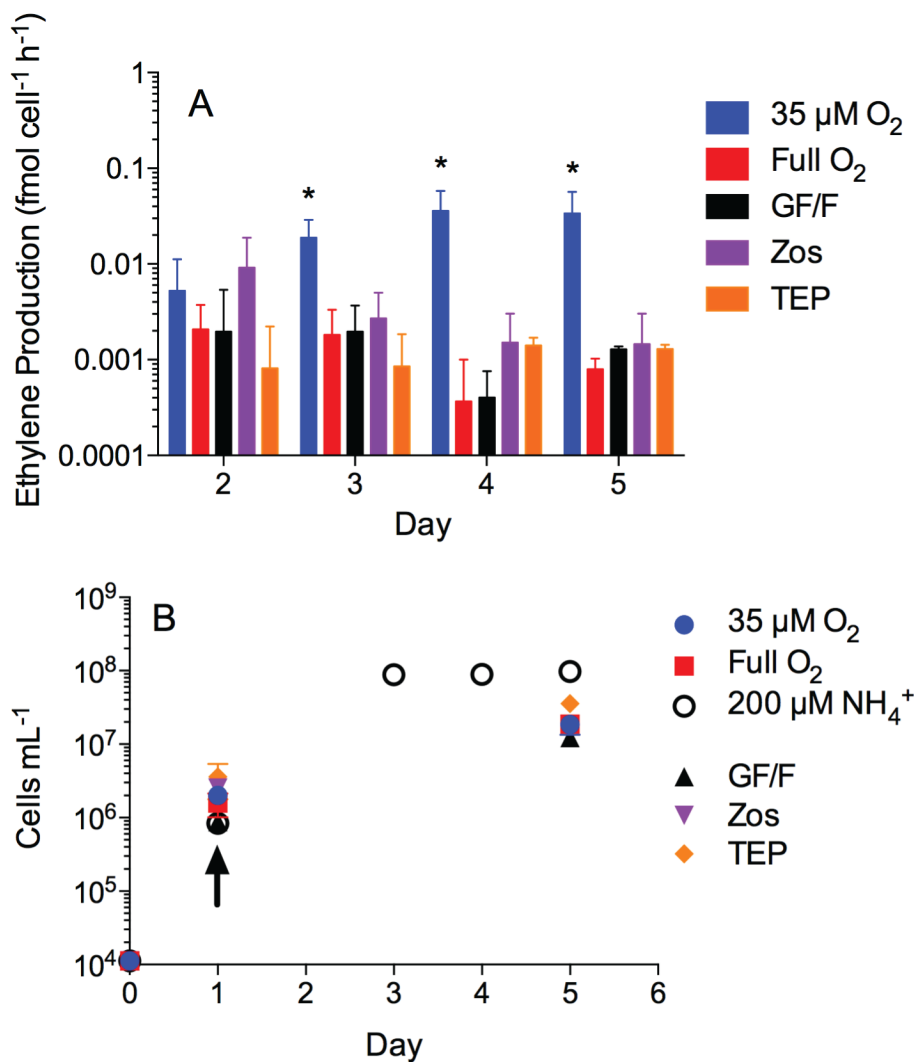 Ethylene Production (fmol cell⁻¹ h⁻¹)
A
1
0.1
0.01
0.001
0.0001
*
*
*
2 3 4 5
Day
35 µM O₂
Full O₂
GF/F
Zos
TEP
Cells mL⁻¹
B
10⁹
10⁸
10⁷
10⁶
10⁵
10⁴
0 1 2 3 4 5 6
Day
35 µM O₂
Full O₂
200 µM NH₄⁺
GF/F
Zos
TEP